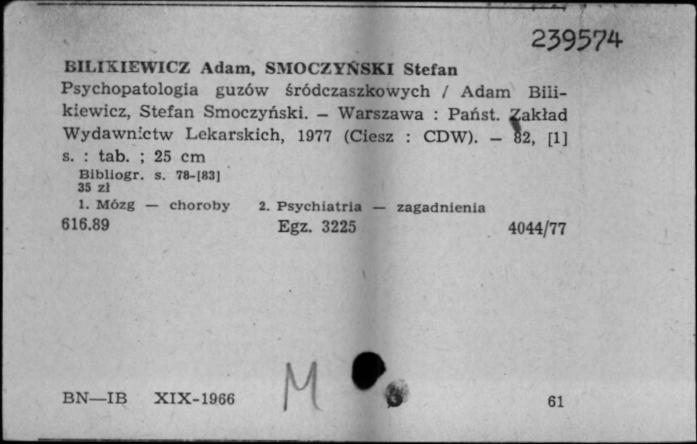 239574
BILIKIEWICZ Adam, SMOCZYŃSKI Stefan
Psychopatologia guzów śródczaszkowych / Adam Bili-
kiewicz, Stefan Smoczyński. — Warszawa : Państ. Zakład
Wydawnictw Lekarskich, 1977 (Ciesz : CDW). — 82, [1]
s. : tab. ; 25 cm
Bibliogr. s. 78-[83]
35 zł
1. Mózg — choroby 2. Psychiatria — zagadnienia
616.89 Egz. 3225 4044/77
M
BN—IB XIX-1966 61